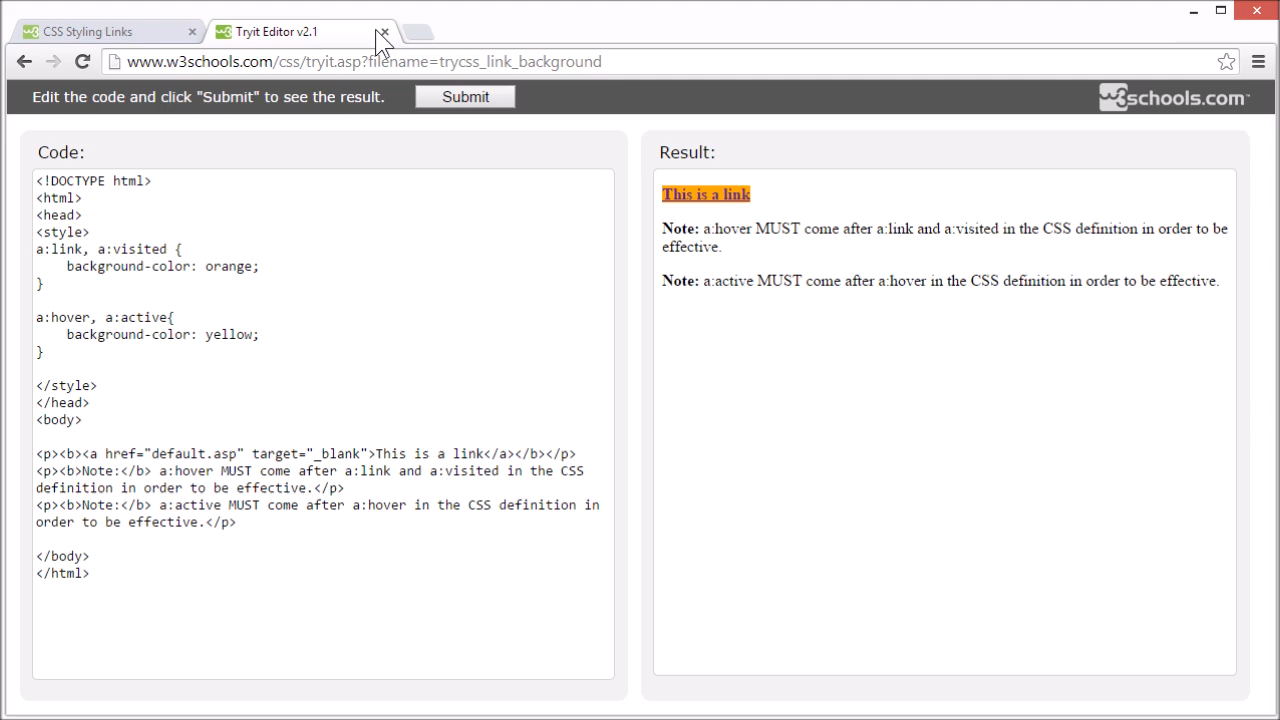 CSS Styling Links
Tryit Editor v2.1
www.w3schools.com/css/tryit.asp?filename=trycss_link_background
Edit the code and click "Submit" to see the result.
Submit
w3schools.com
Code:
<!DOCTYPE html>
<html>
<head>
<style>
a:link, a:visited {
    background-color: orange;
}
a:hover, a:active{
    background-color: yellow;
}
</style>
</head>
<body>
<p><b><a href="default.asp" target="_blank">This is a link</a></b></p>
<p><b>Note:</b> a:hover MUST come after a:link and a:visited in the CSS
definition in order to be effective.</p>
<p><b>Note:</b> a:active MUST come after a:hover in the CSS definition in
order to be effective.</p>
</body>
</html>
Result:
This is a link
Note: a:hover MUST come after a:link and a:visited in the CSS definition in order to be
effective.
Note: a:active MUST come after a:hover in the CSS definition in order to be effective.